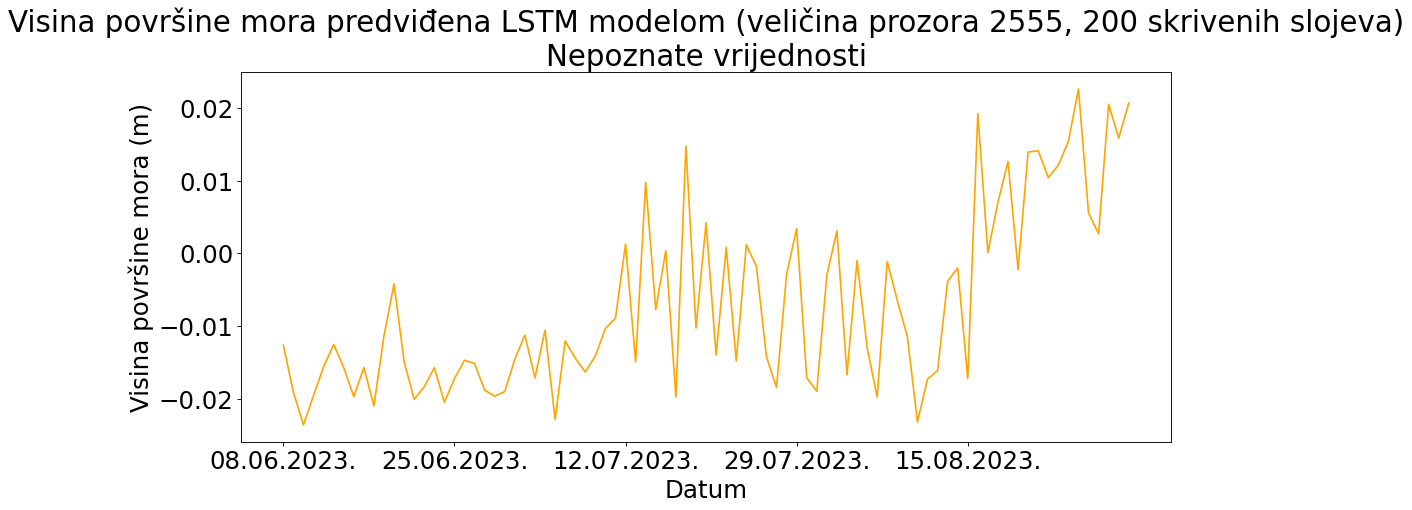 Visina površine mora predviđena LSTM modelom (veličina prozora 2555, 200 skrivenih slojeva)
Nepoznate vrijednosti
Visina površine mora (m)
0.02
0.01
0.00
−0.01
−0.02
08.06.2023. 25.06.2023. 12.07.2023. 29.07.2023. 15.08.2023.
Datum